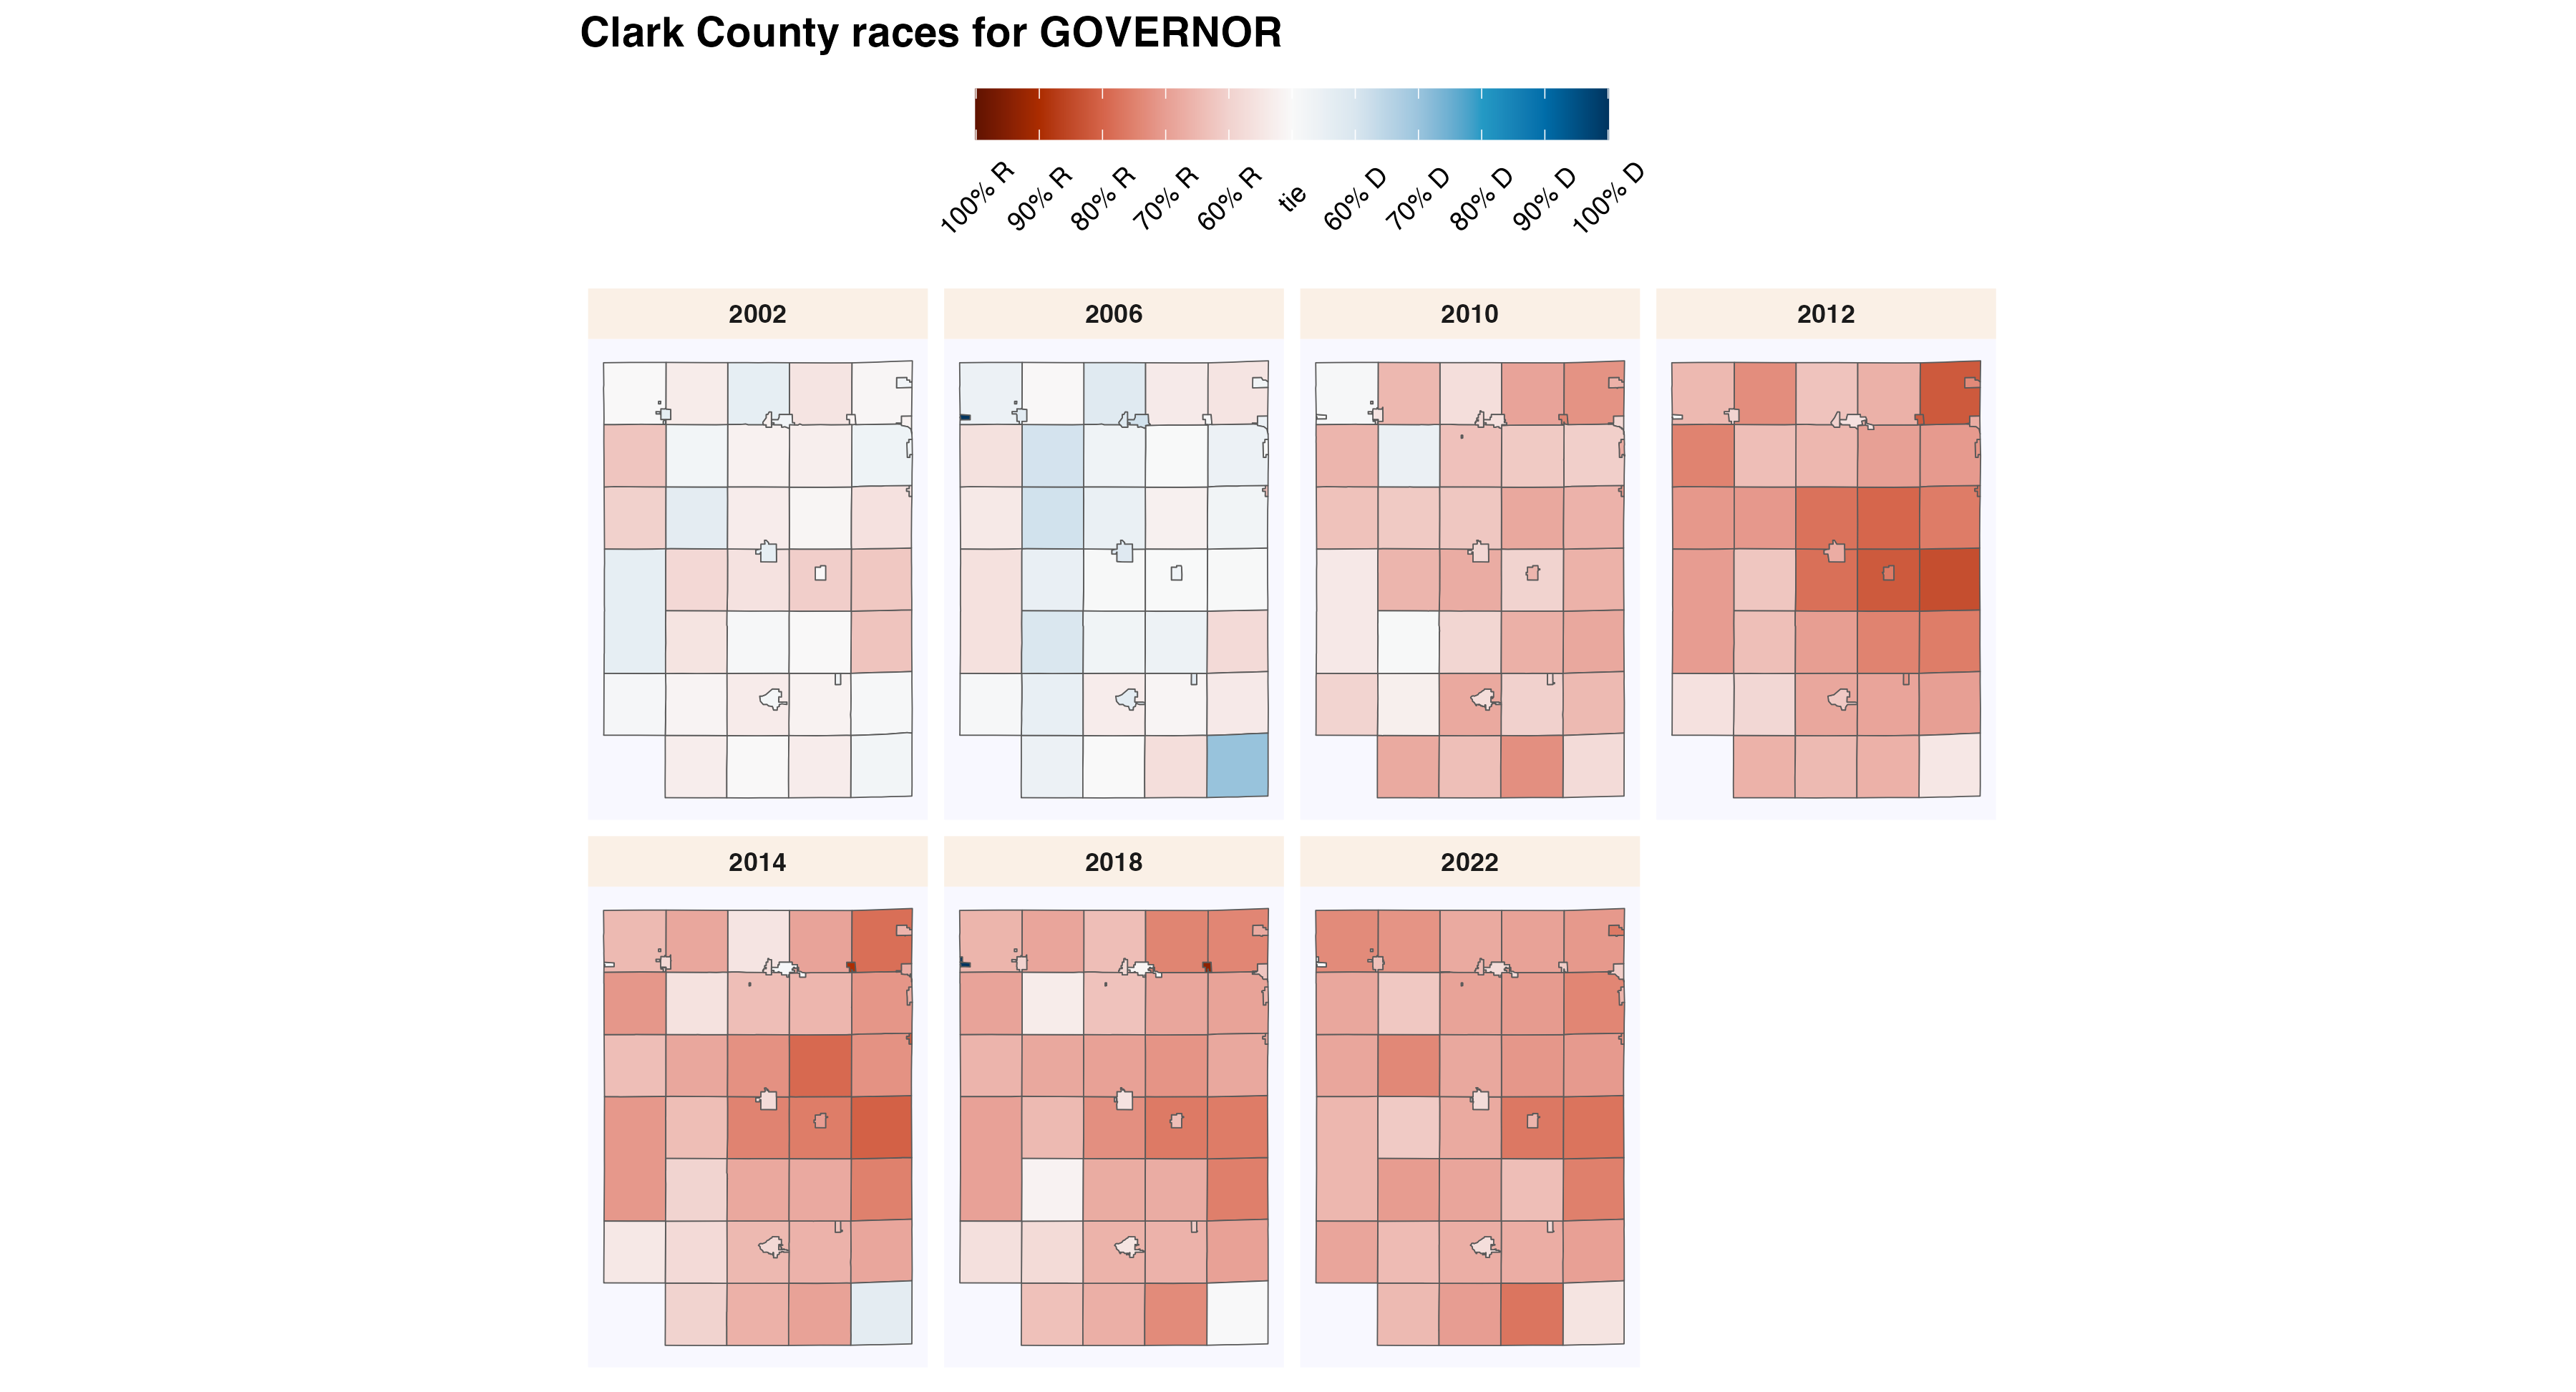 Clark County races for GOVERNOR
100% R 90% R 80% R 70% R 60% R tie 60% D 70% D 80% D 90% D 100% D
2002 2006 2010 2012
2014 2018 2022